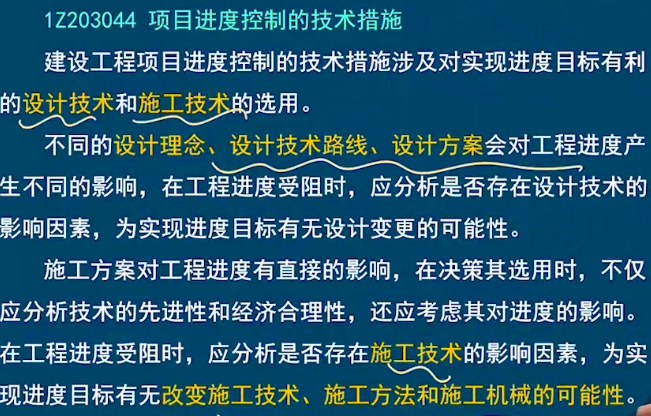 1Z203044 项目进度控制的技术措施
建设工程项目进度控制的技术措施涉及对实现进度目标有利
的设计技术和施工技术的选用。
不同的设计理念、设计技术路线、设计方案会对工程进度产
生不同的影响，在工程进度受阻时，应分析是否存在设计技术的
影响因素，为实现进度目标有无设计变更的可能性。
施工方案对工程进度有直接的影响，在决策其选用时，不仅
应分析技术的先进性和经济合理性，还应考虑其对进度的影响。
在工程进度受阻时，应分析是否存在施工技术的影响因素，为实
现进度目标有无改变施工技术、施工方法和施工机械的可能性。